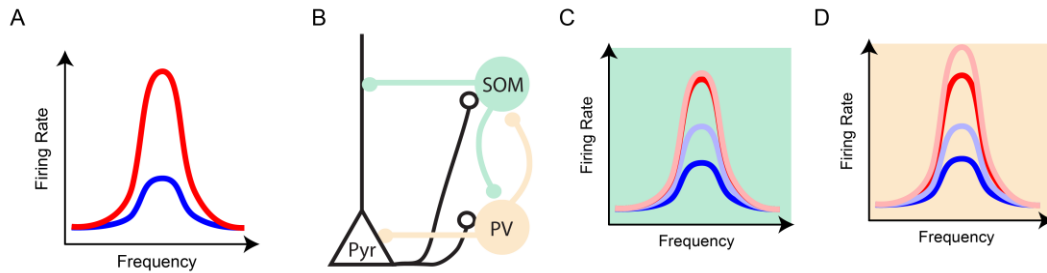 A
Firing Rate
Frequency
B
SOM
PV
Pyr
C
Firing Rate
Frequency
D
Firing Rate
Frequency